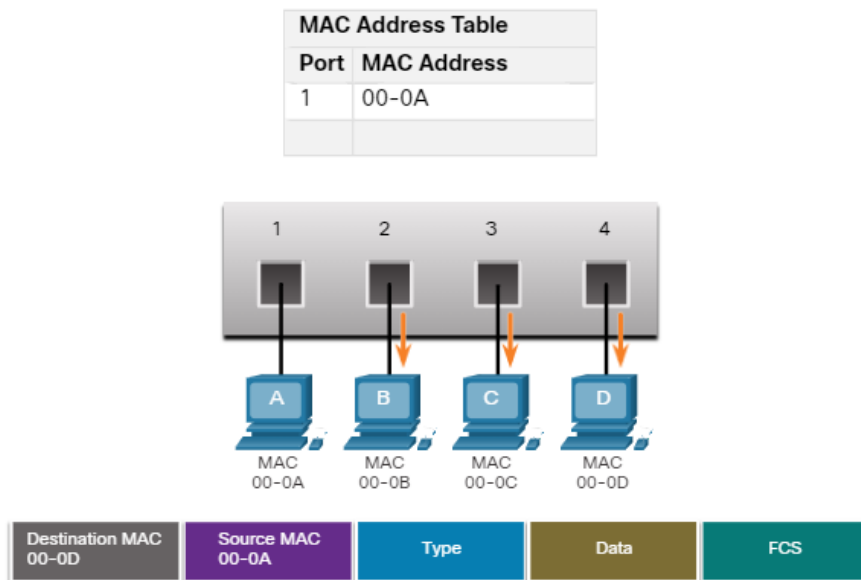 MAC Address Table
Port MAC Address
1 00-0A
1 2 3 4
A B C D
MAC MAC MAC MAC
00-0A 00-0B 00-0C 00-0D
Destination MAC
00-0D
Source MAC
00-0A
Type
Data
FCS